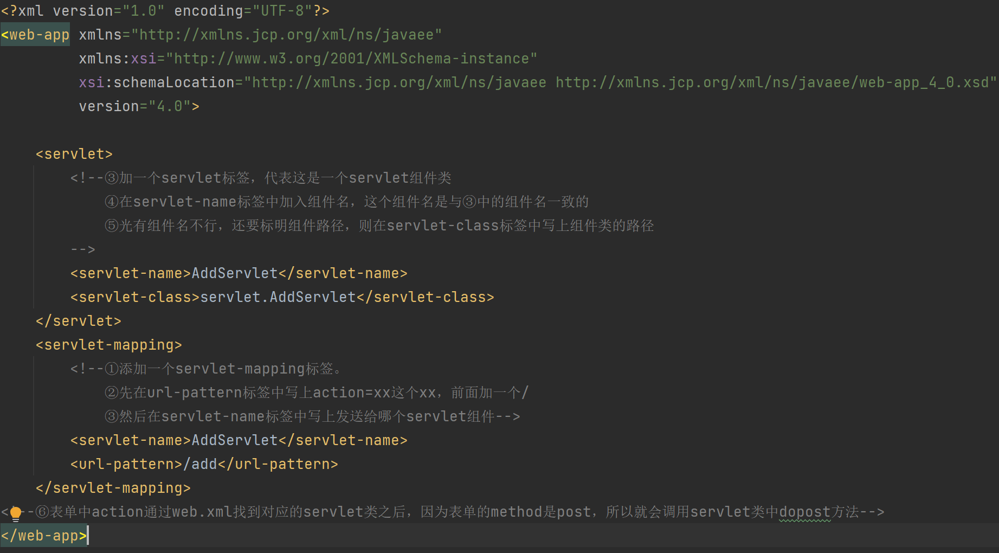 <?xml version="1.0" encoding="UTF-8"?>
<web-app xmlns="http://xmlns.jcp.org/xml/ns/javaee"
xmlns:xsi="http://www.w3.org/2001/XMLSchema-instance"
xsi:schemaLocation="http://xmlns.jcp.org/xml/ns/javaee http://xmlns.jcp.org/xml/ns/javaee/web-app_4_0.xsd"
version="4.0">
<servlet>
<!--③加一个servlet标签，代表这是一个servlet组件类
④在servlet-name标签中加入组件名，这个组件名是与③中的组件名一致的
⑤光有组件名不行，还要标明组件路径，则在servlet-class标签中写上组件类的路径
-->
<servlet-name>AddServlet</servlet-name>
<servlet-class>servlet.AddServlet</servlet-class>
</servlet>
<servlet-mapping>
<!--①添加一个servlet-mapping标签。
②先在url-pattern标签中写上action=xx这个xx，前面加一个/
③然后在servlet-name标签中写上发送给哪个servlet组件-->
<servlet-name>AddServlet</servlet-name>
<url-pattern>/add</url-pattern>
</servlet-mapping>
<!--⑥表单中action通过web.xml找到对应的servlet类之后，因为表单的method是post，所以就会调用servlet类中dopost方法-->
</web-app>